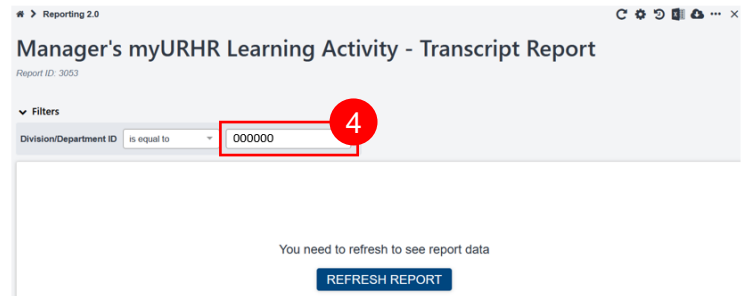 Reporting 2.0
Manager's myURHR Learning Activity - Transcript Report
Report ID: 3053
Filters
Division/Department ID is equal to 000000 4
You need to refresh to see report data
REFRESH REPORT